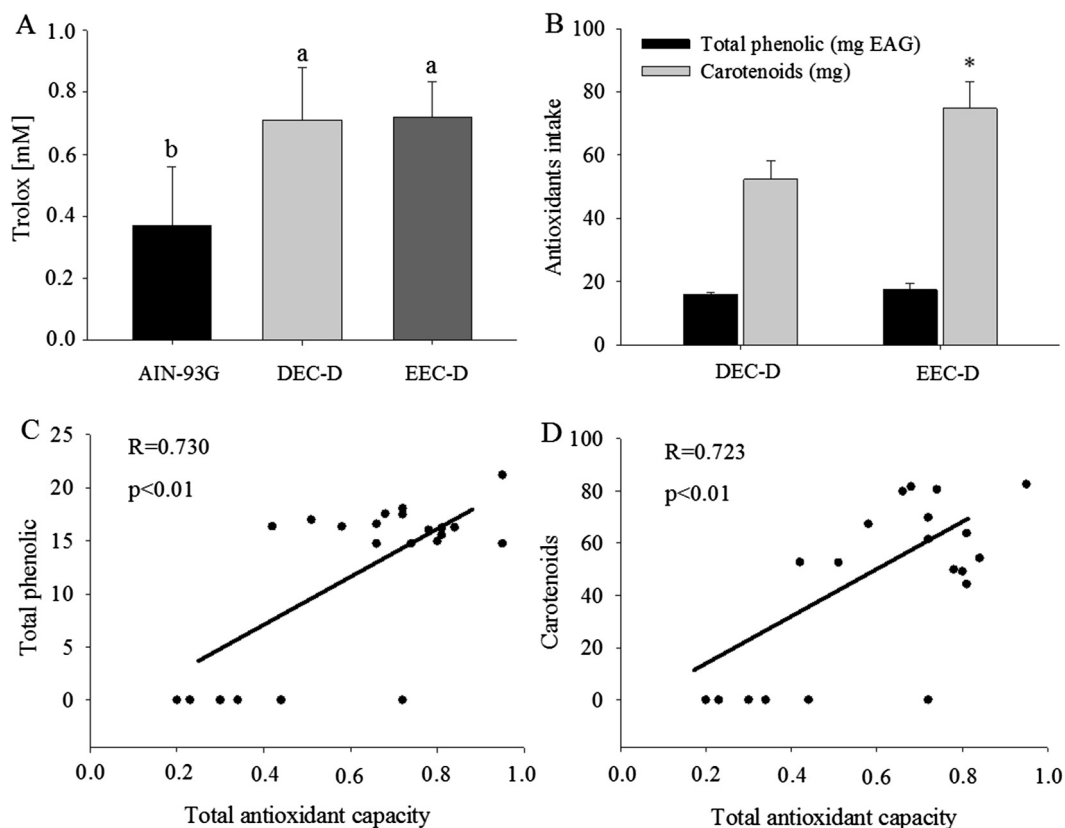 A
1.0
0.8
0.6
0.4
0.2
0.0
Trolox [mM]
b
a
a
AIN-93G
DEC-D
EEC-D
B
100
80
60
40
20
0
Antioxidants intake
Total phenolic (mg EAG)
Carotenoids (mg)
*
DEC-D
EEC-D
C
25
20
15
10
5
0
Total phenolic
R=0.730
p<0.01
0.0 0.2 0.4 0.6 0.8 1.0
Total antioxidant capacity
D
100
80
60
40
20
0
Carotenoids
R=0.723
p<0.01
0.0 0.2 0.4 0.6 0.8 1.0
Total antioxidant capacity